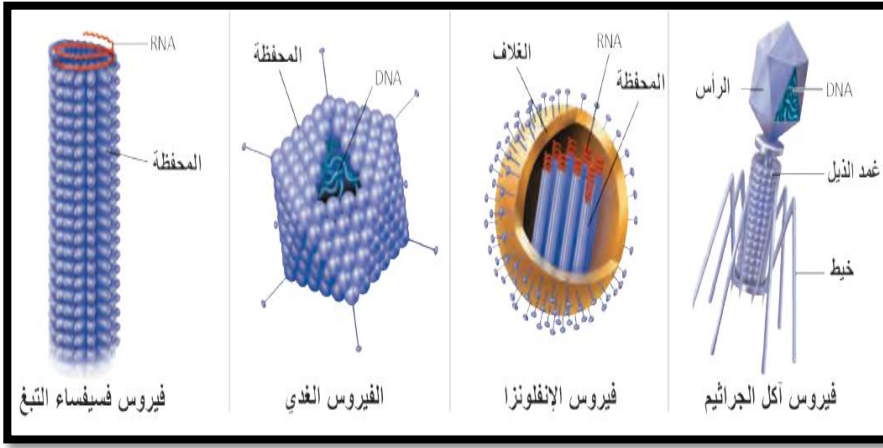 الرأس
DNA
غمد الذيل
خيط
فيروس آكل الجراثيم
الغلاف
RNA
المحفظة
فيروس الإنفلونزا
المحفظة
DNA
الفيروس الغدي
RNA
المحفظة
فيروس فسيفساء التبغ